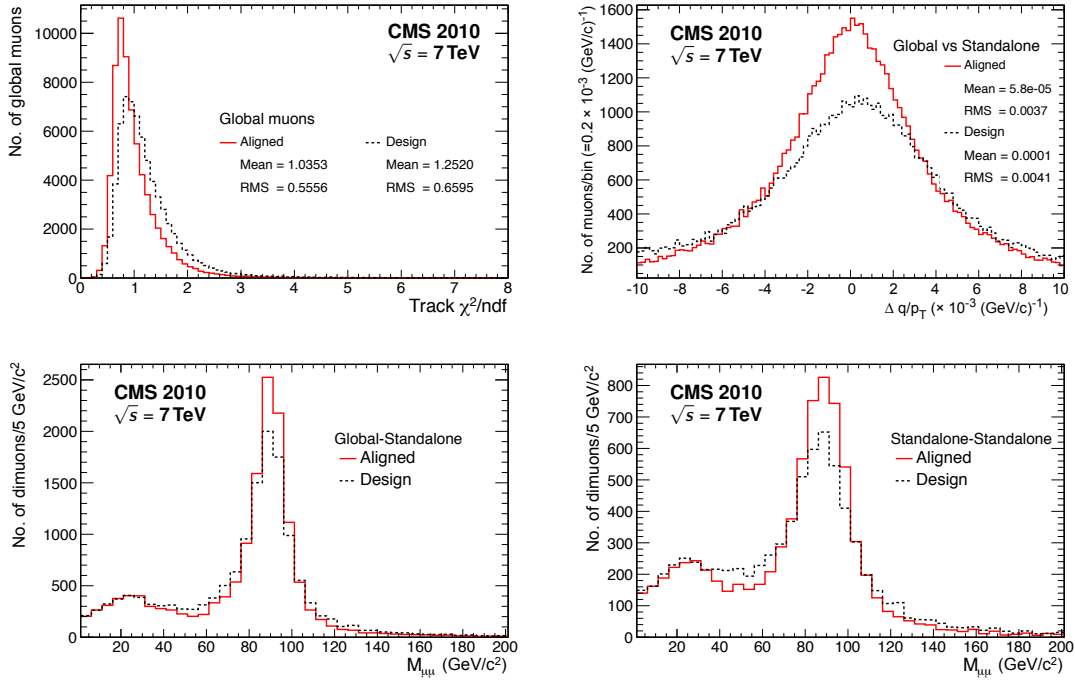 No. of global muons
10000
8000
6000
4000
2000
0
CMS 2010
√s = 7 TeV
Global muons
Aligned
Mean = 1.0353
RMS = 0.5556
Design
Mean = 1.2520
RMS = 0.6595
0 1 2 3 4 5 6 7 8
Track χ²/ndf
No. of muons/bin (=0.2 × 10⁻³ (GeV/c)⁻¹)
1600
1400
1200
1000
800
600
400
200
0
CMS 2010
√s = 7 TeV
Global vs Standalone
Aligned
Mean = 5.8e-05
RMS = 0.0037
Design
Mean = 0.0001
RMS = 0.0041
-10 -8 -6 -4 -2 0 2 4 6 8 10
Δ q/p_T (× 10⁻³ (GeV/c)⁻¹)
No. of dimuons/5 GeV/c²
2500
2000
1500
1000
500
0
CMS 2010
√s = 7 TeV
Global-Standalone
Aligned
Design
20 40 60 80 100 120 140 160 180 200
M_μμ (GeV/c²)
No. of dimuons/5 GeV/c²
800
700
600
500
400
300
200
100
0
CMS 2010
√s = 7 TeV
Standalone-Standalone
Aligned
Design
20 40 60 80 100 120 140 160 180 200
M_μμ (GeV/c²)